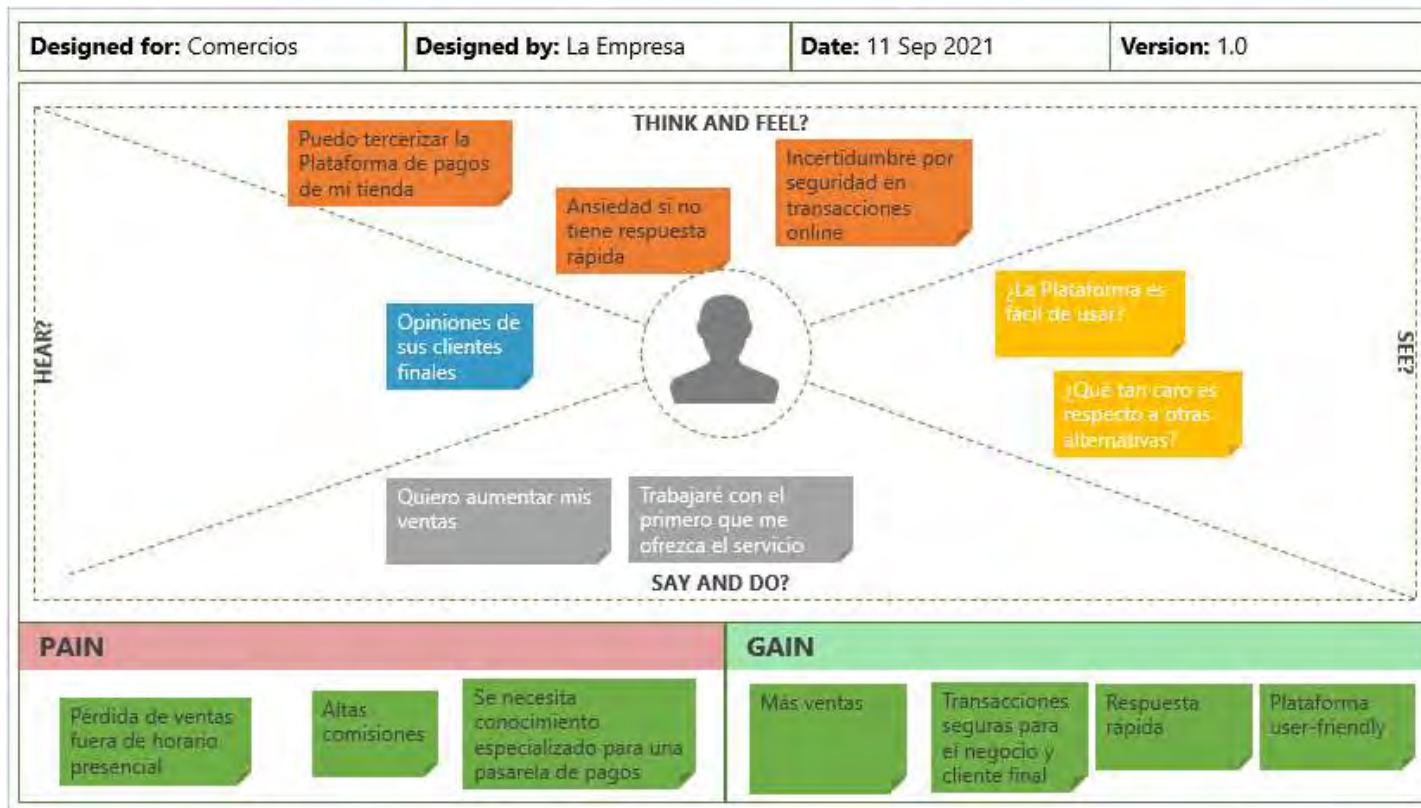 Designed for: Comercios
Designed by: La Empresa
Date: 11 Sep 2021
Version: 1.0
THINK AND FEEL?
Puedo tercerizar la
Plataforma de pagos
de mi tienda
Ansiedad si no
tiene respuesta
rápida
Incertidumbre por
seguridad en
transacciones
online
HEAR?
Opiniones de
sus clientes
finales
¿La Plataforma es
fácil de usar?
¿Qué tan caro es
respecto a otras
alternativas?
SEE?
Quiero aumentar mis
ventas
Trabajaré con el
primero que me
ofrezca el servicio
SAY AND DO?
PAIN
Pérdida de ventas
fuera de horario
presencial
Altas
comisiones
Se necesita
conocimiento
especializado para una
pasarela de pagos
GAIN
Más ventas
Transacciones
seguras para
el negocio y
cliente final
Respuesta
rápida
Plataforma
user-friendly